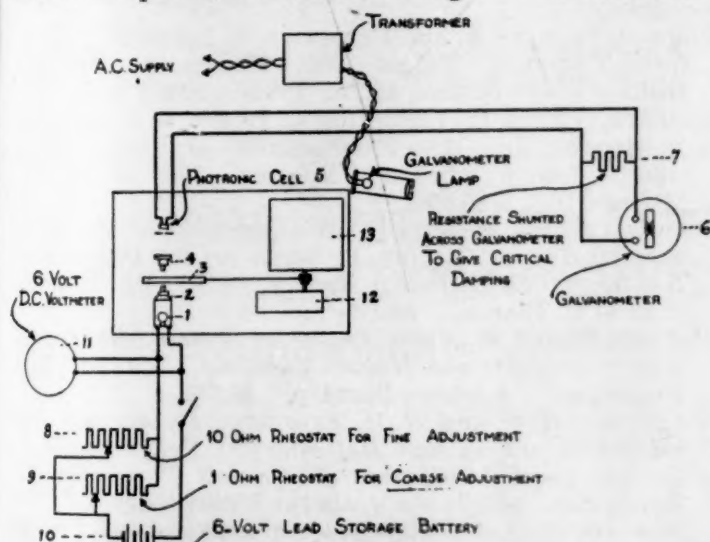 TRANSFORMER
A.C. SUPPLY
PHOTRONIC CELL 5
GALVANOMETER
LAMP
7
RESISTANCE SHUNTED
ACROSS GALVANOMETER
TO GIVE CRITICAL
DAMPING
6
GALVANOMETER
13
4
3
2
1
12
6 VOLT
D.C. VOLTMETER
11
8
10 OHM RHEOSTAT FOR FINE ADJUSTMENT
9
1 OHM RHEOSTAT FOR COARSE ADJUSTMENT
10
6-VOLT LEAD STORAGE BATTERY